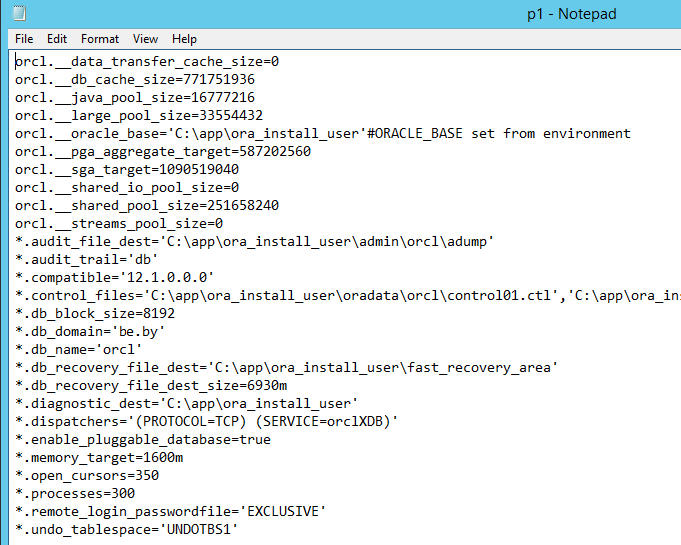 p1 - Notepad
File Edit Format View Help
orcl.__data_transfer_cache_size=0
orcl.__db_cache_size=771751936
orcl.__java_pool_size=16777216
orcl.__large_pool_size=33554432
orcl.__oracle_base='C:\app\ora_install_user'#ORACLE_BASE set from environment
orcl.__pga_aggregate_target=587202560
orcl.__sga_target=1090519040
orcl.__shared_io_pool_size=0
orcl.__shared_pool_size=251658240
orcl.__streams_pool_size=0
*.audit_file_dest='C:\app\ora_install_user\admin\orcl\adump'
*.audit_trail='db'
*.compatible='12.1.0.0.0'
*.control_files='C:\app\ora_install_user\oradata\orcl\control01.ctl','C:\app\ora_ins
*.db_block_size=8192
*.db_domain='be.by'
*.db_name='orcl'
*.db_recovery_file_dest='C:\app\ora_install_user\fast_recovery_area'
*.db_recovery_file_dest_size=6930m
*.diagnostic_dest='C:\app\ora_install_user'
*.dispatchers='(PROTOCOL=TCP) (SERVICE=orclXDB)'
*.enable_pluggable_database=true
*.memory_target=1600m
*.open_cursors=350
*.processes=300
*.remote_login_passwordfile='EXCLUSIVE'
*.undo_tablespace='UNDOTBS1'